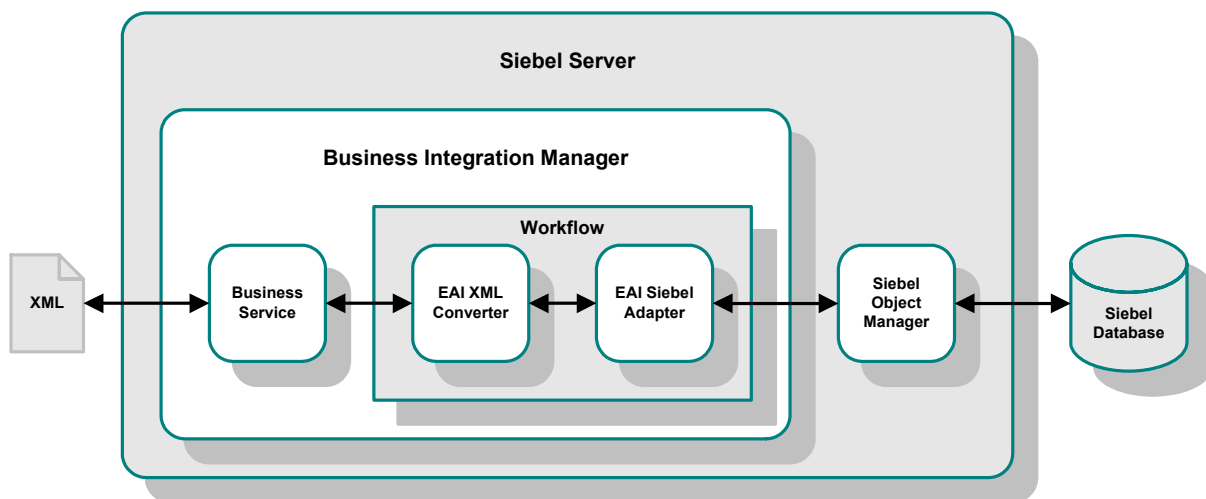 Siebel Server
Business Integration Manager
Workflow
XML
Business
Service
EAI XML
Converter
EAI Siebel
Adapter
Siebel
Object
Manager
Siebel
Database